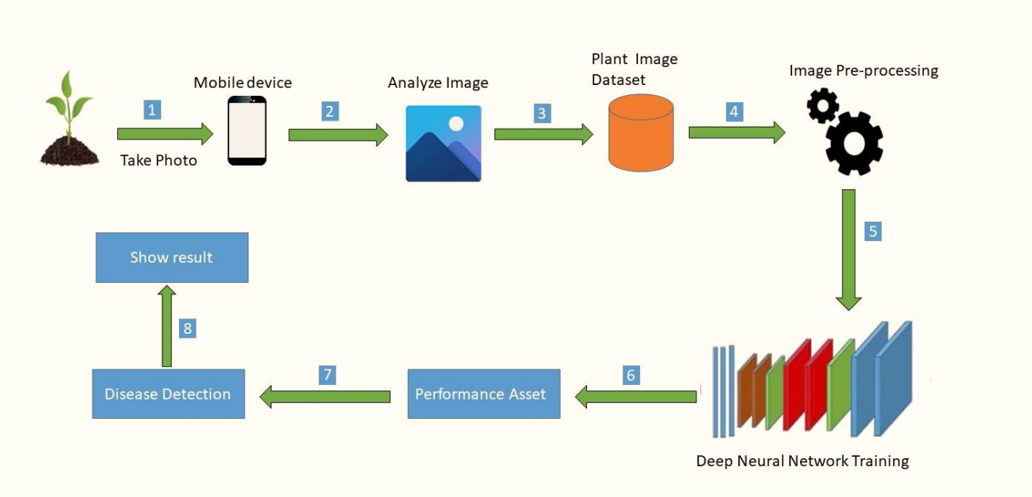 Mobile device
Analyze Image
Plant Image
Dataset
Image Pre-processing
1
2
3
4
Take Photo
5
Show result
8
Disease Detection
7
Performance Asset
6
Deep Neural Network Training